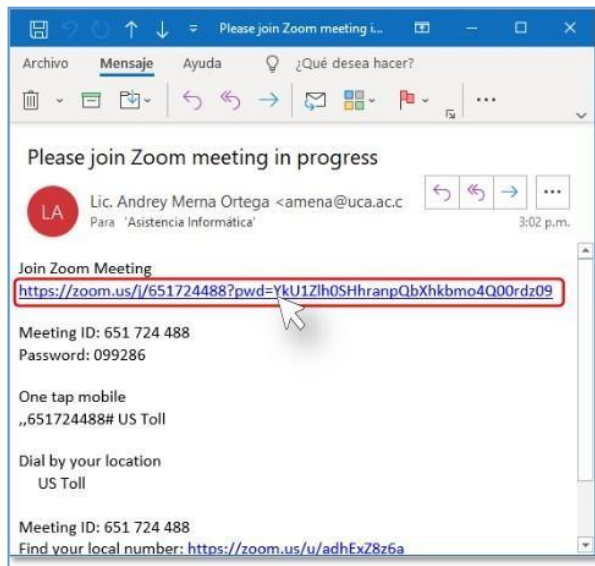 Please join Zoom meeting i...
Archivo Mensaje Ayuda ¿Qué desea hacer?
Please join Zoom meeting in progress
LA
Lic. Andrey Merna Ortega <amena@uca.ac.c
Para 'Asistencia Informática'
3:02 p.m.
Join Zoom Meeting
https://zoom.us/j/651724488?pwd=YkU1Zlh0SHhranpQbXhkbmo4Q00rdz09
Meeting ID: 651 724 488
Password: 099286
One tap mobile
,,651724488# US Toll
Dial by your location
US Toll
Meeting ID: 651 724 488
Find your local number: https://zoom.us/u/adhExZ8z6a